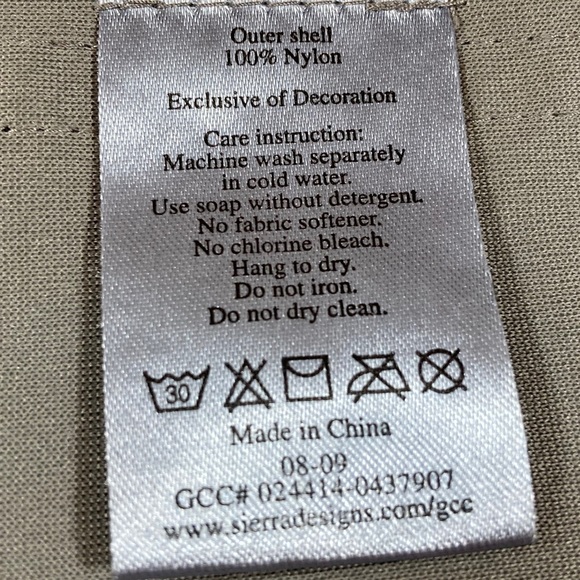 Outer shell
100% Nylon
Exclusive of Decoration
Care instruction:
Machine wash separately
in cold water.
Use soap without detergent.
No fabric softener.
No chlorine bleach.
Hang to dry.
Do not iron.
Do not dry clean.
30
Made in China
08-09
GCC# 024414-0437907
www.sierradesigns.com/gcc